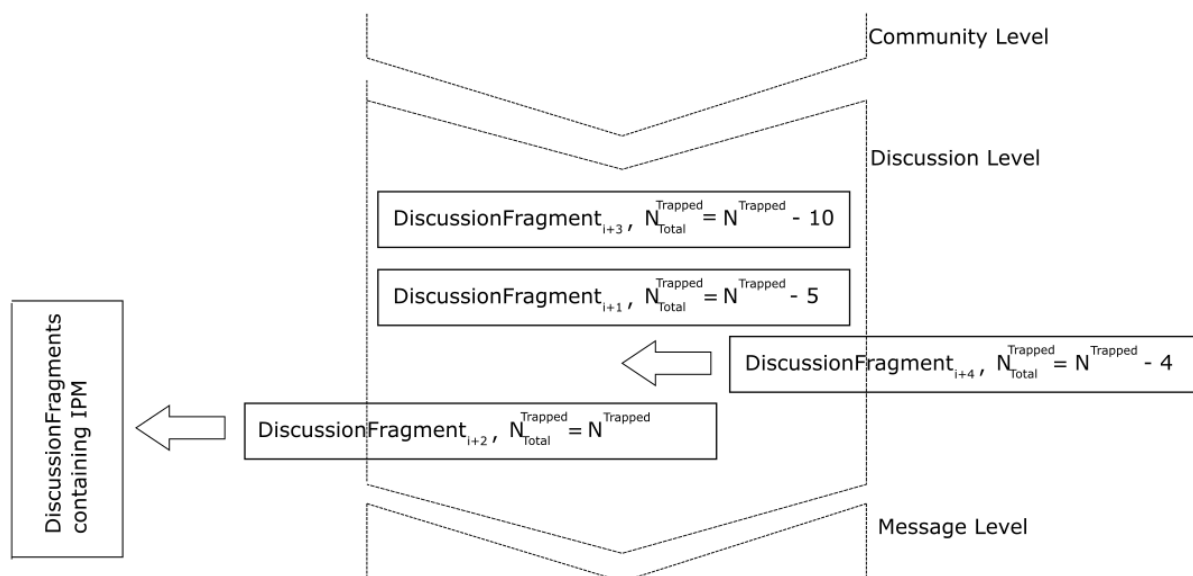 Community Level
Discussion Level
DiscussionFragment i+3, N Trapped Total = N Trapped - 10
DiscussionFragment i+1, N Trapped Total = N Trapped - 5
DiscussionFragment i+4, N Trapped Total = N Trapped - 4
DiscussionFragment i+2, N Trapped Total = N Trapped
DiscussionFragments
containing IPM
Message Level